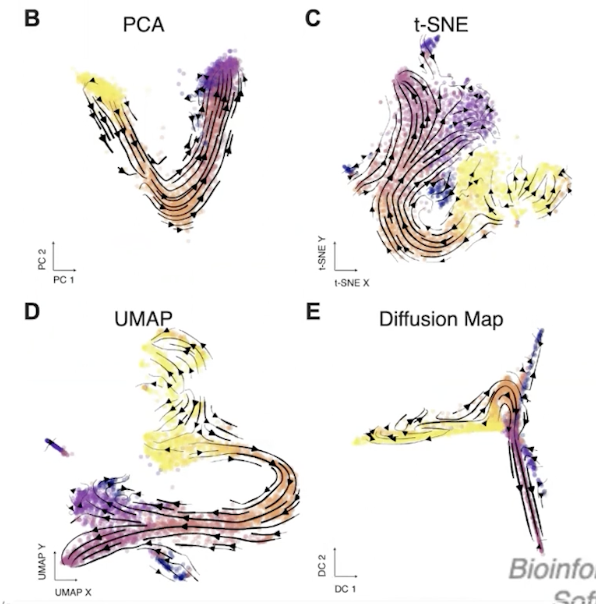 B
PCA
PC 2
PC 1
C
t-SNE
t-SNE Y
t-SNE X
D
UMAP
UMAP Y
UMAP X
E
Diffusion Map
DC 2
DC 1
Bioinfo